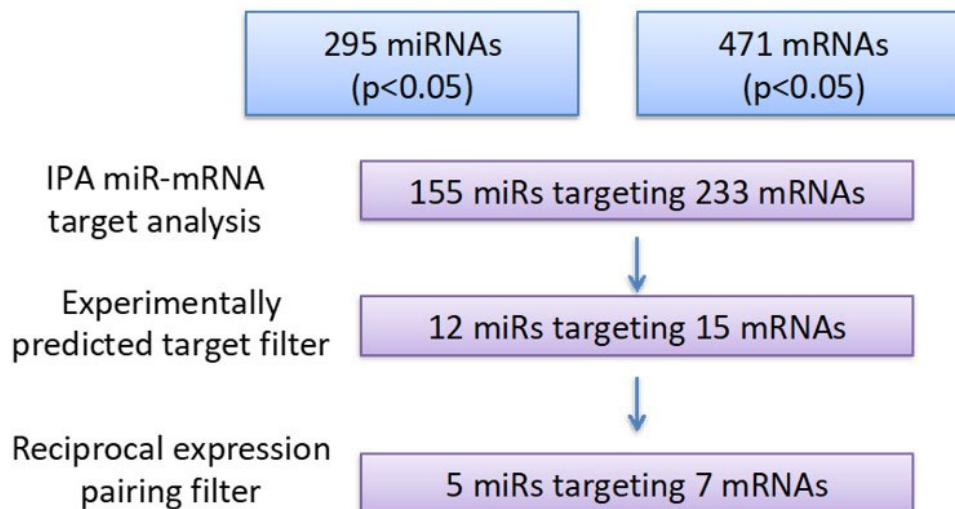 295 miRNAs
(p<0.05)
471 mRNAs
(p<0.05)
IPA miR-mRNA
target analysis
155 miRs targeting 233 mRNAs
Experimentally
predicted target filter
12 miRs targeting 15 mRNAs
Reciprocal expression
pairing filter
5 miRs targeting 7 mRNAs